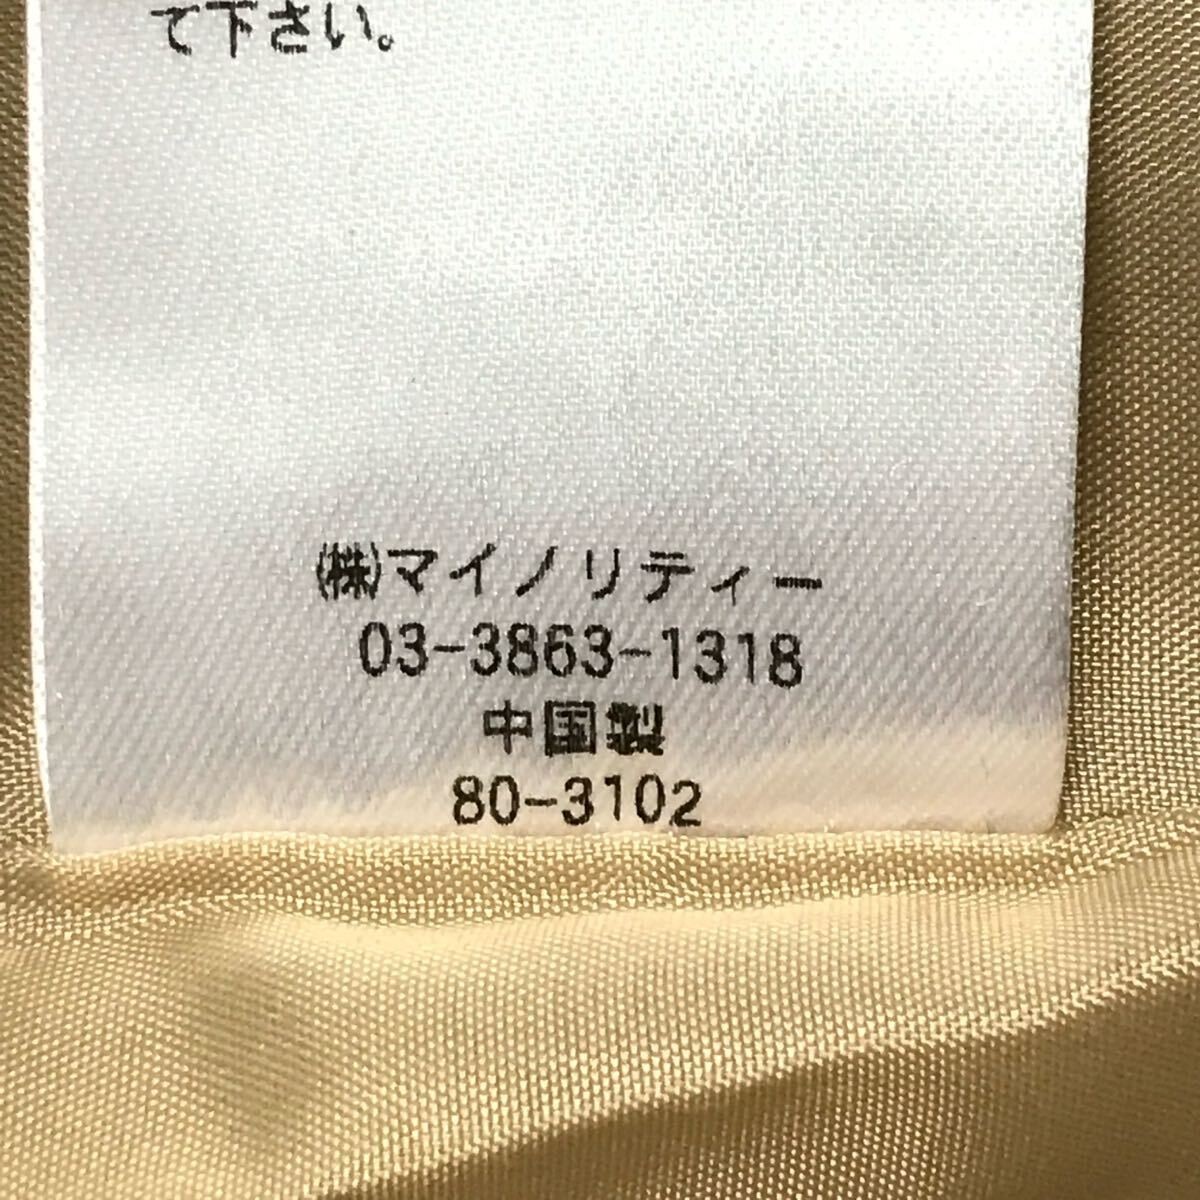 て下さい。
(株)マイノリティー
03-3863-1318
中国製
80-3102